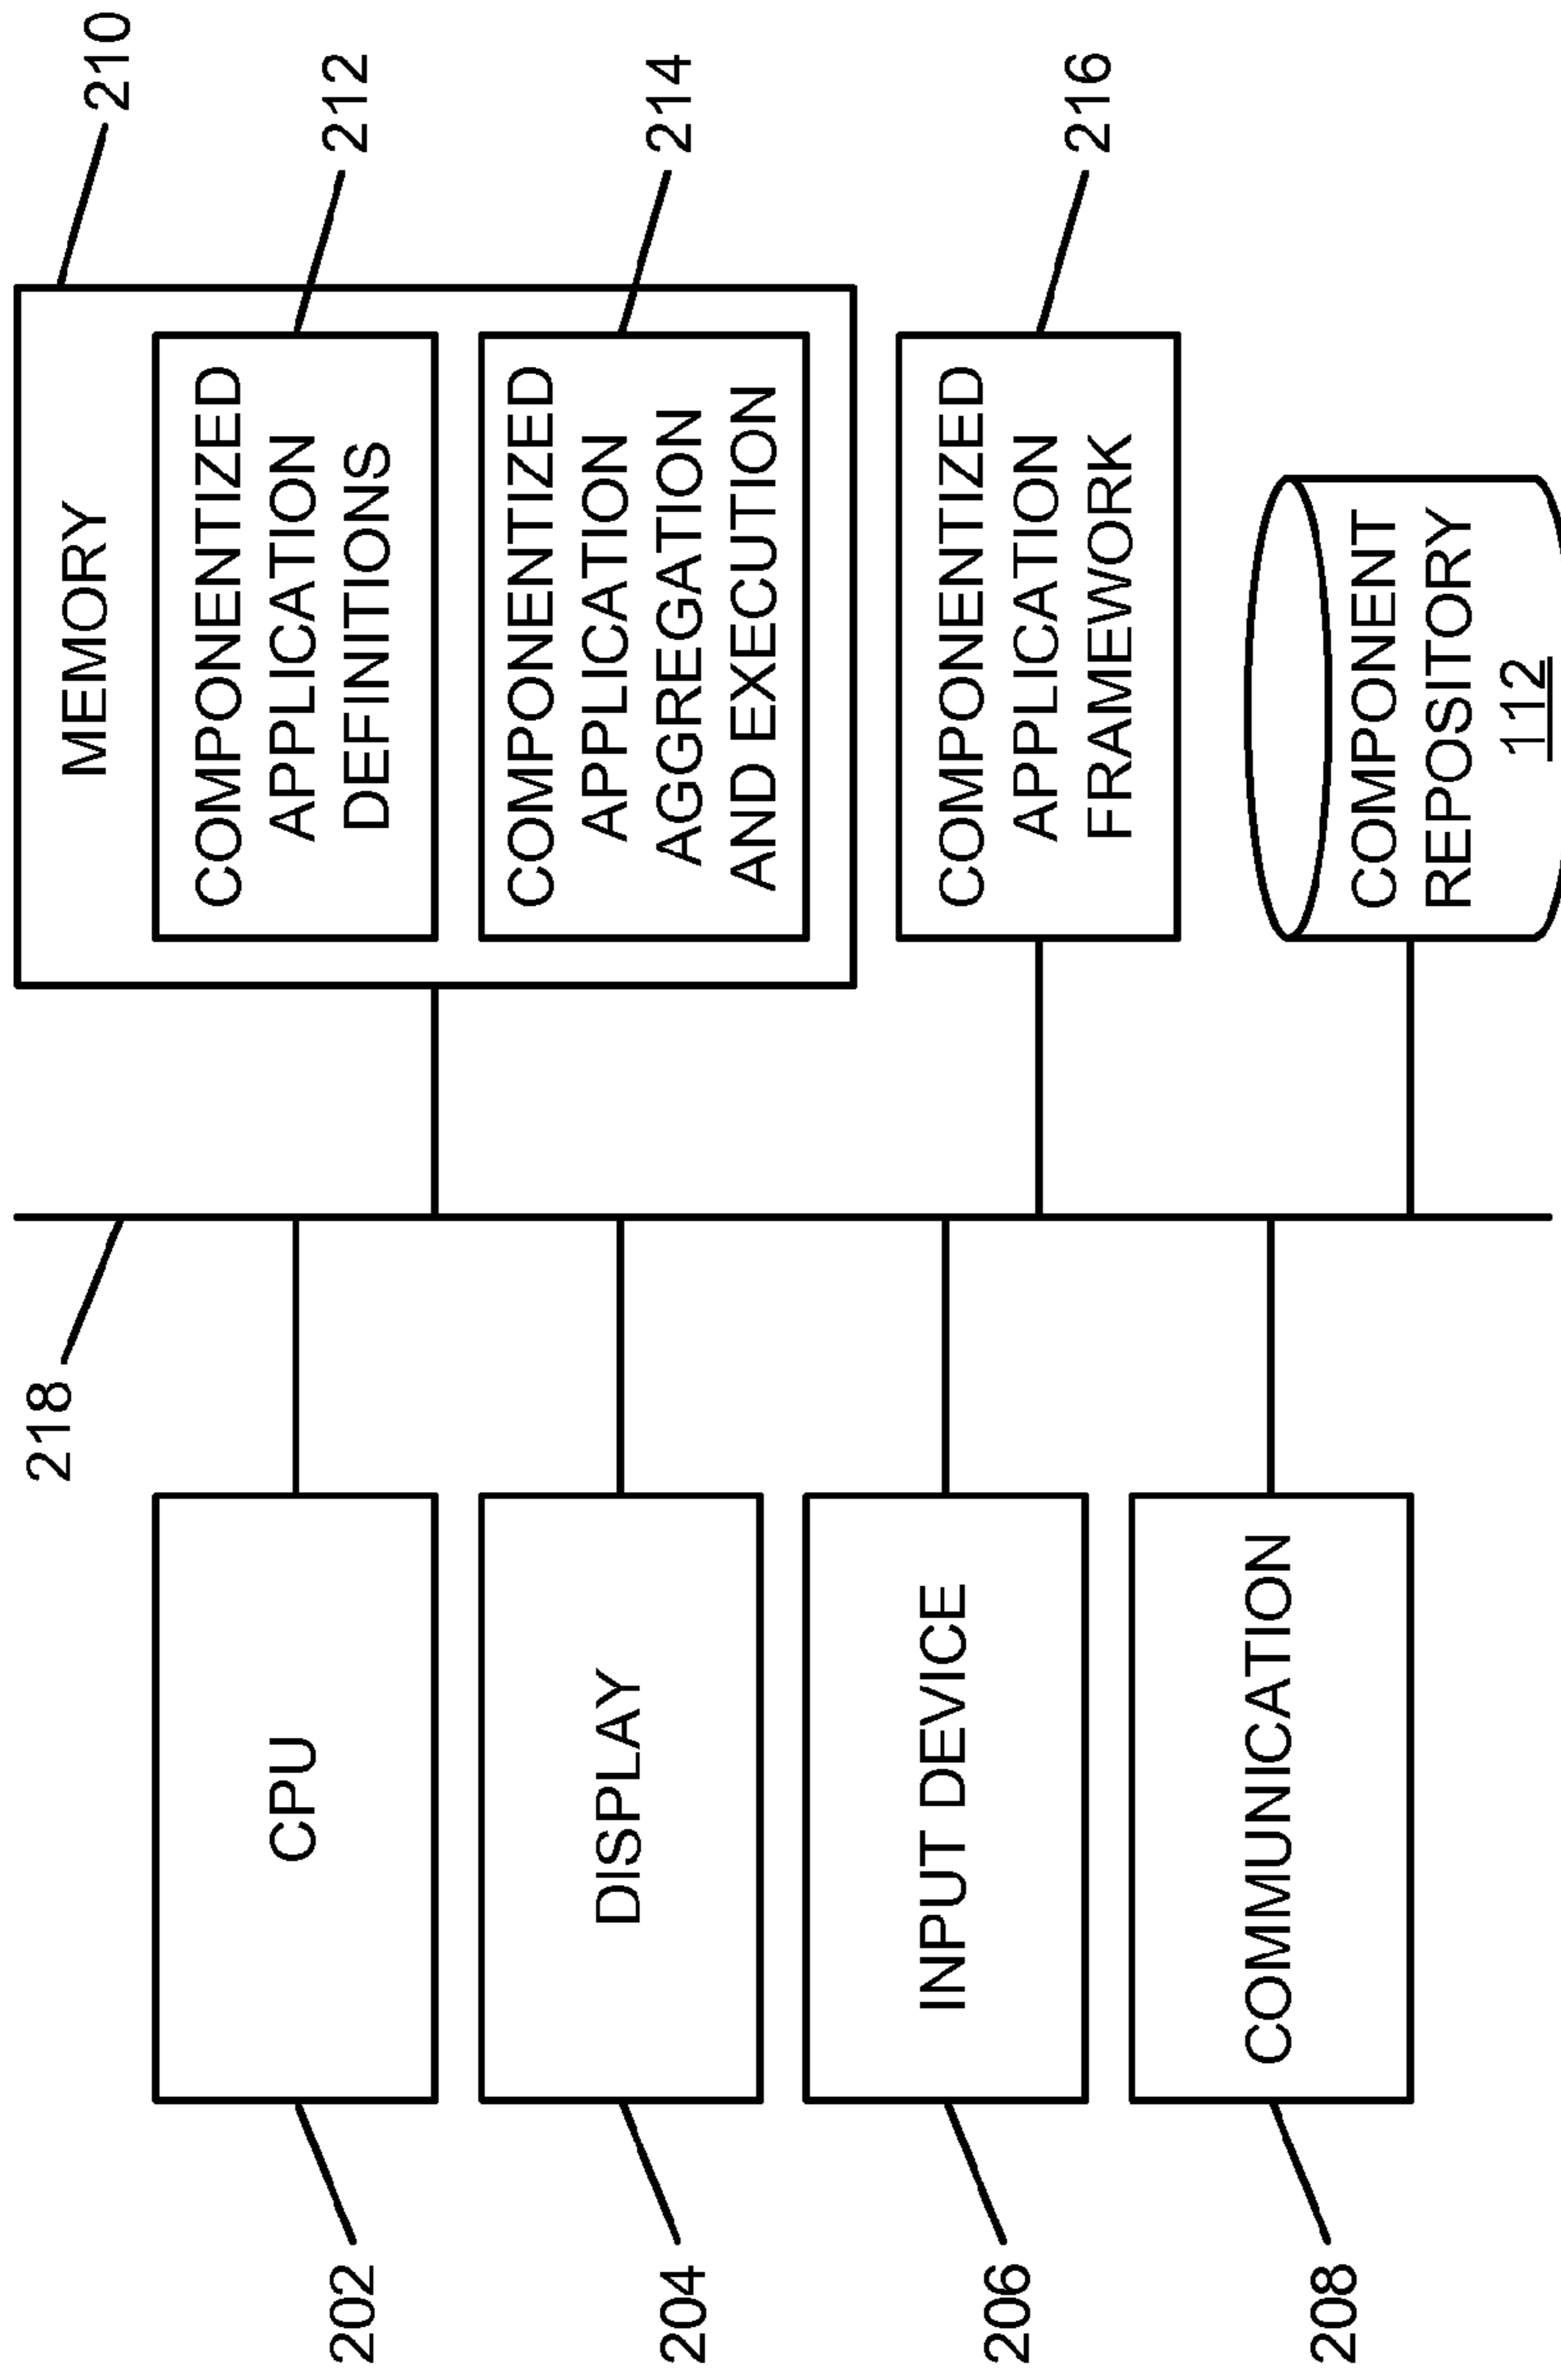 218
210
MEMORY
202
CPU
COMPONENTIZED
APPLICATION
DEFINITIONS
212
204
DISPLAY
COMPONENTIZED
APPLICATION
AGGREGATION
AND EXECUTION
214
206
INPUT DEVICE
COMPONENTIZED
APPLICATION
FRAMEWORK
216
208
COMMUNICATION
COMPONENT
REPOSITORY
112